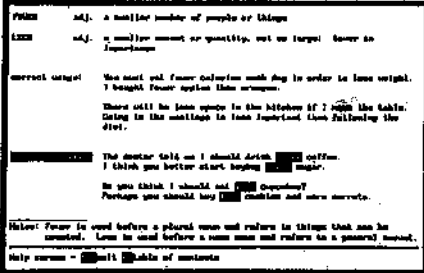 FEWER adj. a smaller number of people or things
LESS adj. a smaller amount or quantity, not so large; lower in
importance
correct usage: You must eat fewer calories each day in order to lose weight.
I bought fewer apples than oranges.
There will be less space in the kitchen if I the table.
Going to the meetings is less important than following the
diet.
The doctor told me I should drink coffee.
I think you better start buying sugar.
Do you think I should eat cupcakes?
Perhaps you should buy cookies and more carrots.
Notes: Fewer is used before a plural noun and refers to things that can be
counted. Less is used before a mass noun and refers to a general amount.
Help screen - quit table of contents